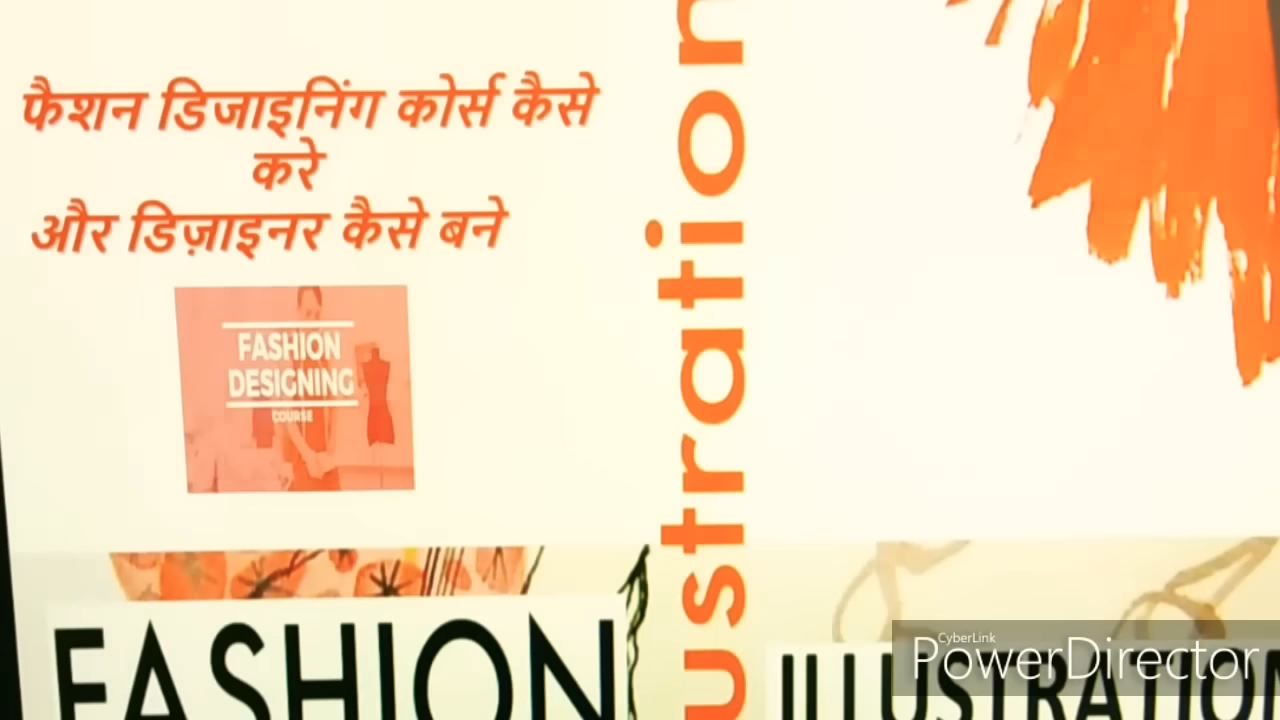 फैशन डिजाइनिंग कोर्स कैसे
करे
और डिज़ाइनर कैसे बने
FASHION
DESIGNING
COURSE
ustration
FASHION
ILLUSTRATION
CyberLink
PowerDirector